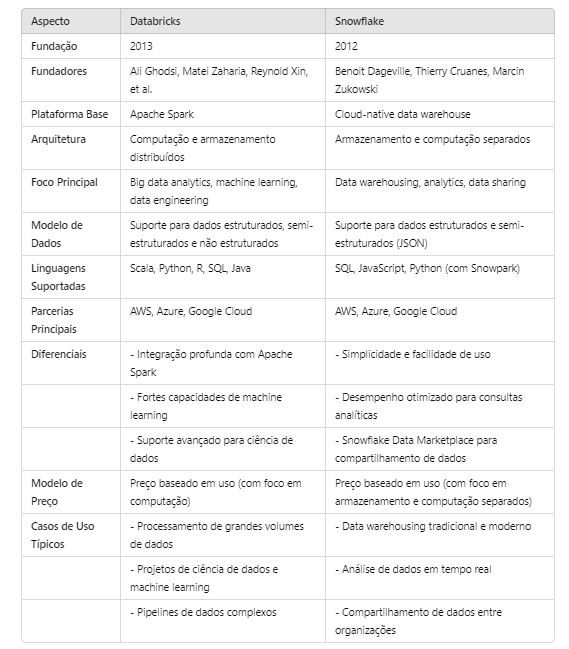 Aspecto Databricks Snowflake
Fundação 2013 2012
Fundadores Ali Ghodsi, Matei Zaharia, Reynold Xin, Benoit Dageville, Thierry Cruanes, Marcin
et al. Zukowski
Plataforma Base Apache Spark Cloud-native data warehouse
Arquitetura Computação e armazenamento Armazenamento e computação separados
distribuídos
Foco Principal Big data analytics, machine learning, Data warehousing, analytics, data sharing
data engineering
Modelo de Suporte para dados estruturados, semi- Suporte para dados estruturados e semi-
Dados estruturados e não estruturados estruturados (JSON)
Linguagens Scala, Python, R, SQL, Java SQL, JavaScript, Python (com Snowpark)
Suportadas
Parcerias AWS, Azure, Google Cloud AWS, Azure, Google Cloud
Principais
Diferenciais - Integração profunda com Apache - Simplicidade e facilidade de uso
Spark
- Fortes capacidades de machine - Desempenho otimizado para consultas
learning analíticas
- Suporte avançado para ciência de - Snowflake Data Marketplace para
dados compartilhamento de dados
Modelo de Preço baseado em uso (com foco em Preço baseado em uso (com foco em
Preço computação) armazenamento e computação separados)
Casos de Uso - Processamento de grandes volumes - Data warehousing tradicional e moderno
Típicos de dados
- Projetos de ciência de dados e - Análise de dados em tempo real
machine learning
- Pipelines de dados complexos - Compartilhamento de dados entre
organizações